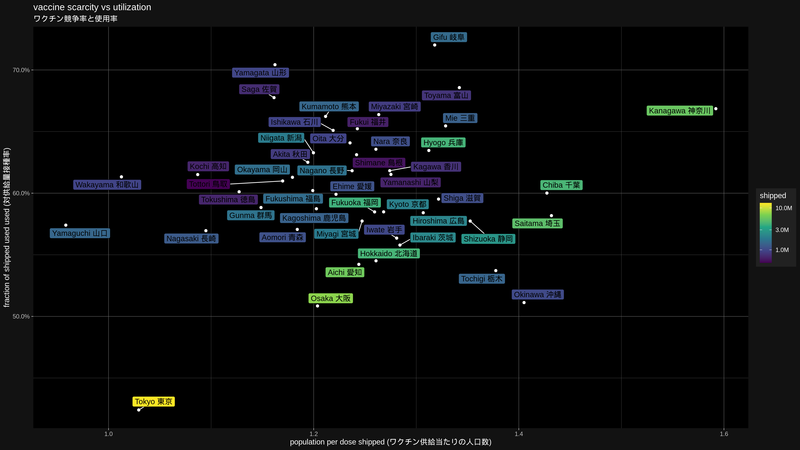 vaccine scarcity vs utilization
ワクチン競争率と使用率
fraction of shipped used used (対供給量接種率)
70.0%
60.0%
50.0%
Gifu 岐阜
Yamagata 山形
Saga 佐賀
Toyama 富山
Kumamoto 熊本
Miyazaki 宮崎
Kanagawa 神奈川
Ishikawa 石川
Fukui 福井
Mie 三重
Niigata 新潟
Oita 大分
Nara 奈良
Hyogo 兵庫
Akita 秋田
Kochi 高知
Okayama 岡山
Nagano 長野
Shimane 島根
Kagawa 香川
Wakayama 和歌山
Tottori 鳥取
Ehime 愛媛
Yamanashi 山梨
Chiba 千葉
Tokushima 徳島
Fukushima 福島
Fukuoka 福岡
Kyoto 京都
Shiga 滋賀
Gunma 群馬
Kagoshima 鹿児島
Hiroshima 広島
Saitama 埼玉
Yamaguchi 山口
Nagasaki 長崎
Aomori 青森
Miyagi 宮城
Iwate 岩手
Ibaraki 茨城
Shizuoka 静岡
Hokkaido 北海道
Aichi 愛知
Tochigi 栃木
Osaka 大阪
Okinawa 沖縄
Tokyo 東京
shipped
10.0M
3.0M
1.0M
1.0
1.2
1.4
1.6
population per dose shipped (ワクチン供給当たりの人口数)